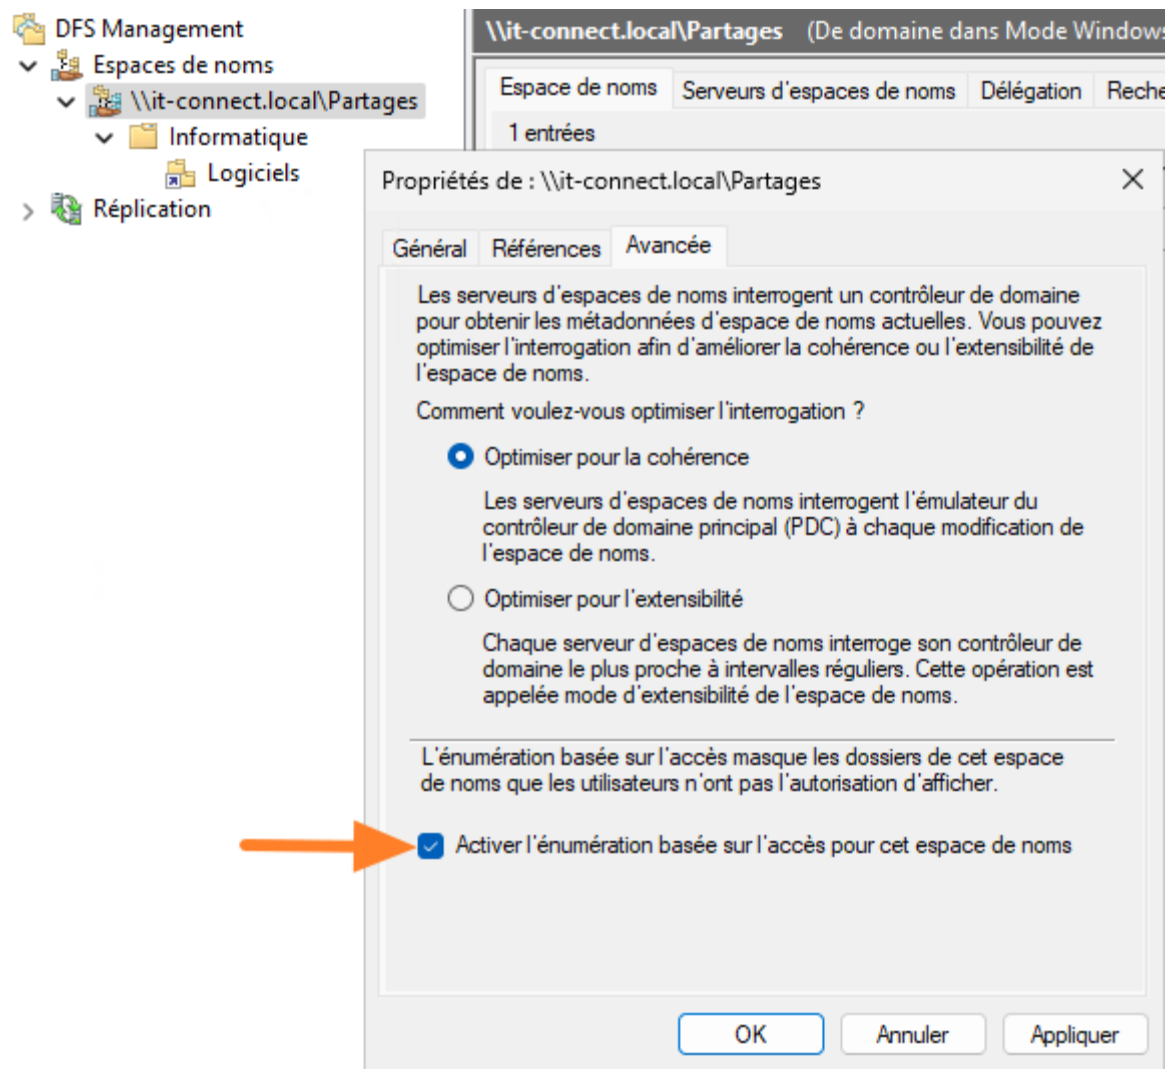 DFS Management
Espaces de noms
\\it-connect.local\Partages
Informatique
Logiciels
Réplication
\\it-connect.local\Partages (De domaine dans Mode Windows
Espace de noms Serveurs d'espaces de noms Délégation Reche
1 entrées
Propriétés de : \\it-connect.local\Partages
Général Références Avancée
Les serveurs d'espaces de noms interrogent un contrôleur de domaine
pour obtenir les métadonnées d'espace de noms actuelles. Vous pouvez
optimiser l'interrogation afin d'améliorer la cohérence ou l'extensibilité de
l'espace de noms.
Comment voulez-vous optimiser l'interrogation ?
Optimiser pour la cohérence
Les serveurs d'espaces de noms interrogent l'émulateur du
contrôleur de domaine principal (PDC) à chaque modification de
l'espace de noms.
Optimiser pour l'extensibilité
Chaque serveur d'espaces de noms interroge son contrôleur de
domaine le plus proche à intervalles réguliers. Cette opération est
appelée mode d'extensibilité de l'espace de noms.
L'énumération basée sur l'accès masque les dossiers de cet espace
de noms que les utilisateurs n'ont pas l'autorisation d'afficher.
Activer l'énumération basée sur l'accès pour cet espace de noms
OK Annuler Appliquer